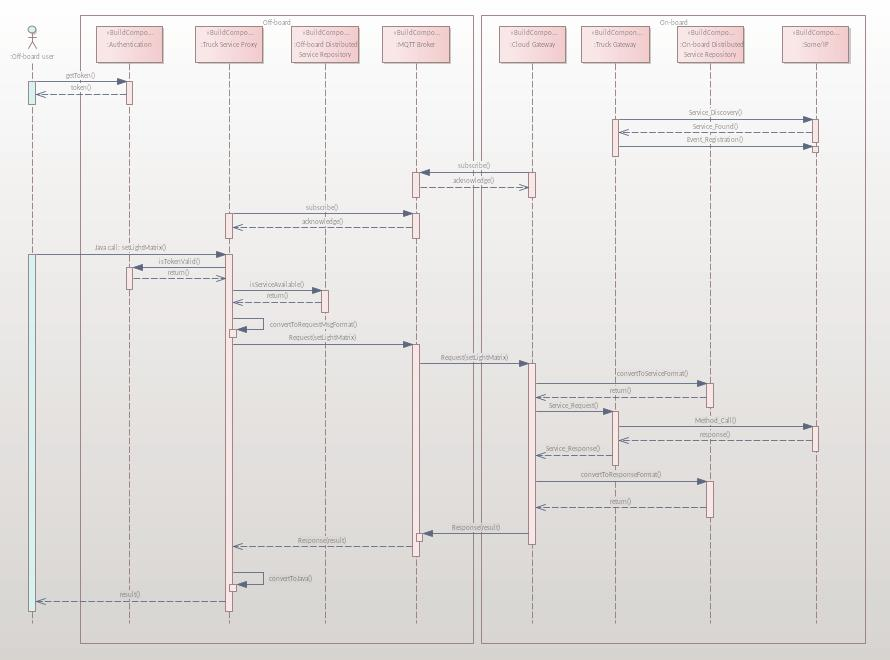 Off-board
On-board
«BuildCompo...
:Authentication
«BuildCompo...
:Truck Service Proxy
«BuildCompo...
:Off-board Distributed
Service Repository
«BuildCompo...
:MQTT Broker
«BuildCompo...
:Cloud Gateway
«BuildCompo...
:Truck Gateway
«BuildCompo...
:On-board Distributed
Service Repository
«BuildCompo...
:Some/IP
:Off-board user
getToken()
token()
Service_Discovery()
Service_Found()
Event_Registration()
subscribe()
acknowledge()
subscribe()
acknowledge()
Java call: setLightMatrix()
isTokenValid()
return()
isServiceAvailable()
return()
convertToRequestMsgFormat()
Request(setLightMatrix)
Request(setLightMatrix)
convertToServiceFormat()
return()
Service_Request()
Method_Call()
response()
Service_Response()
convertToResponseFormat()
return()
Response(result)
Response(result)
convertToJava()
result()